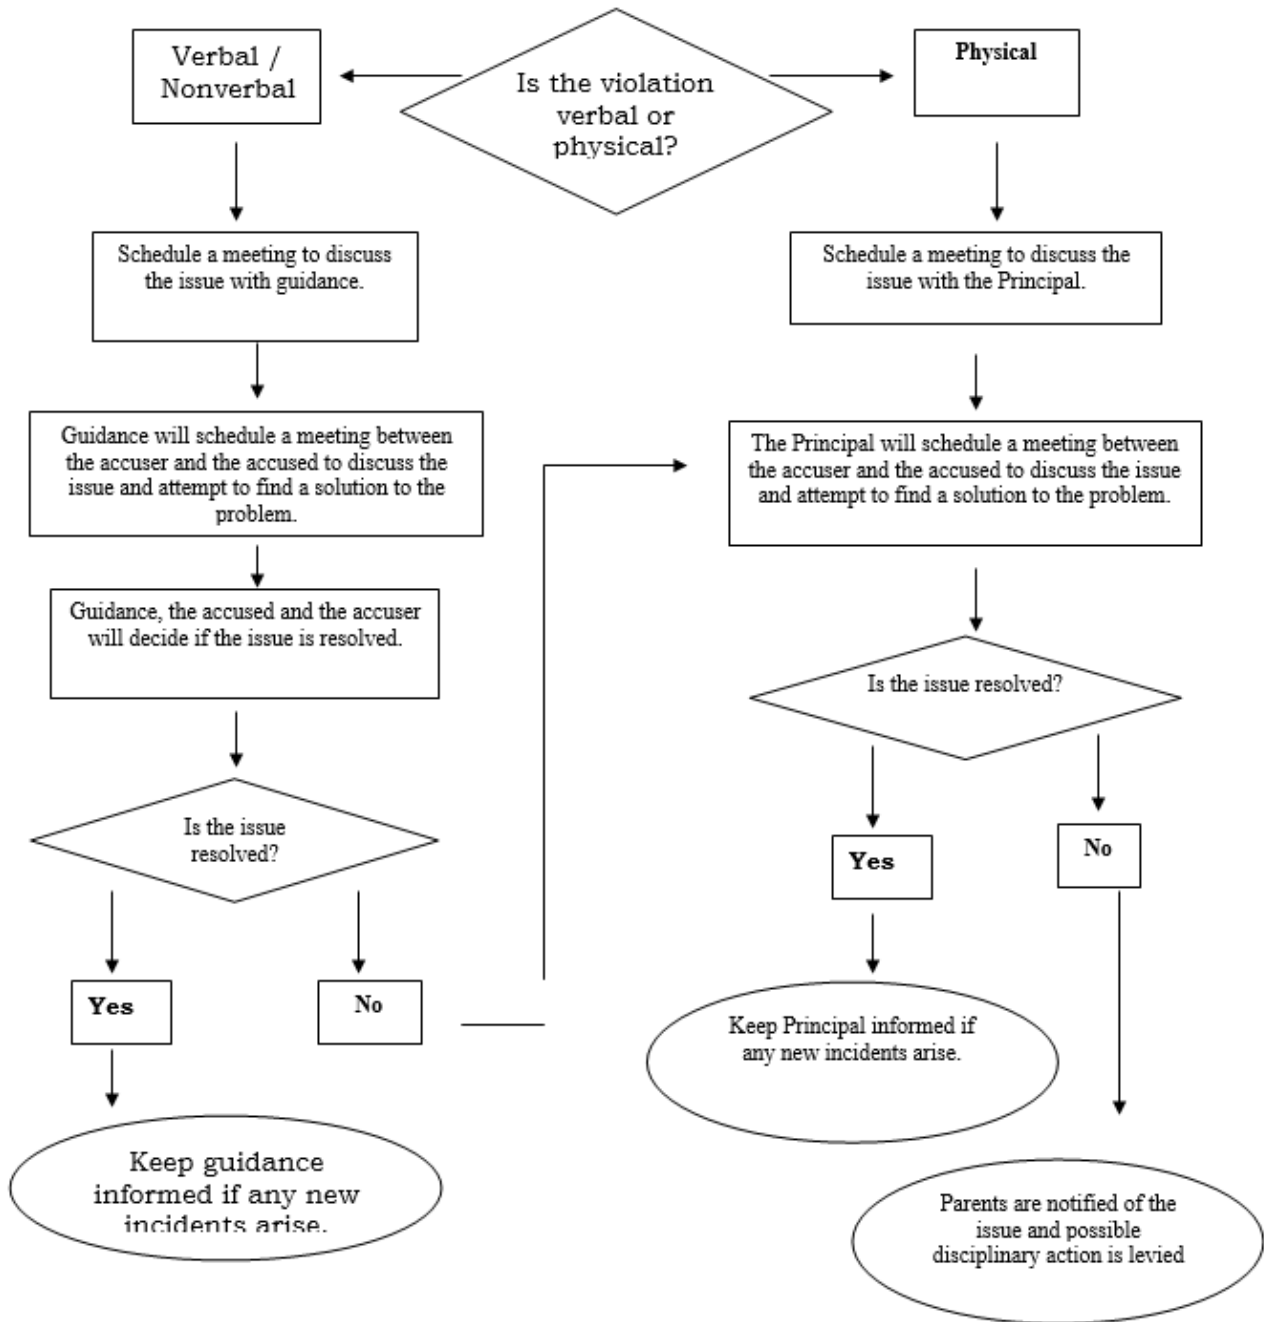 Verbal /
Nonverbal
Is the violation
verbal or
physical?
Physical
Schedule a meeting to discuss
the issue with guidance.
Schedule a meeting to discuss the
issue with the Principal.
Guidance will schedule a meeting between
the accuser and the accused to discuss the
issue and attempt to find a solution to the
problem.
The Principal will schedule a meeting between
the accuser and the accused to discuss the issue
and attempt to find a solution to the problem.
Guidance, the accused and the accuser
will decide if the issue is resolved.
Is the issue resolved?
Is the issue
resolved?
Yes
No
Yes
No
Keep Principal informed if
any new incidents arise.
Keep guidance
informed if any new
incidents arise.
Parents are notified of the
issue and possible
disciplinary action is levied